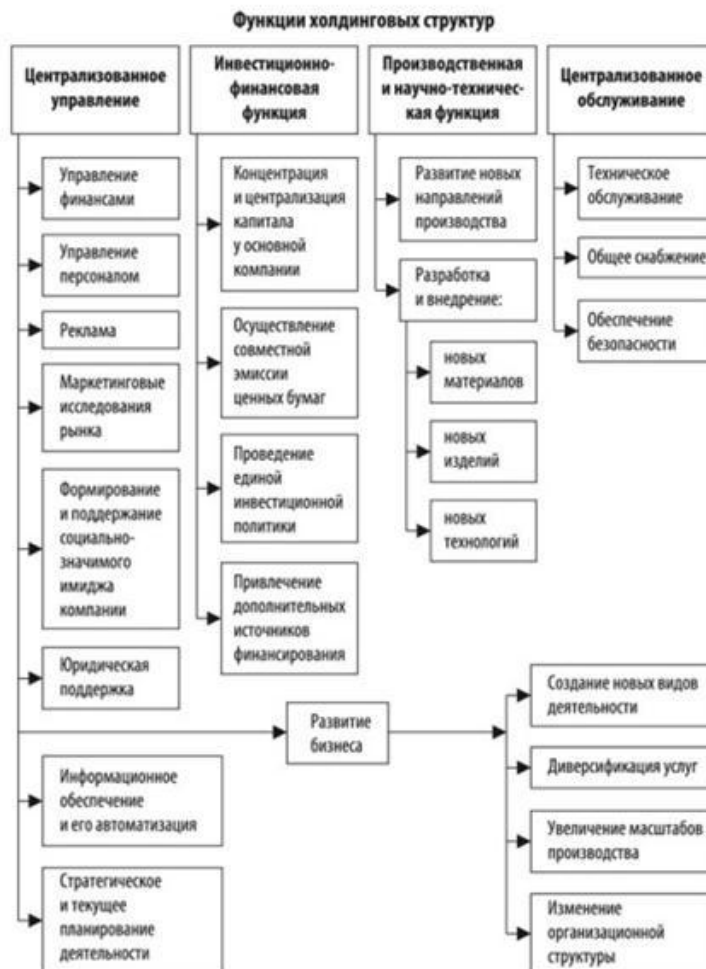 Функции холдинговых структур
Централизованное
управление
Инвестиционно-
финансовая
функция
Производственная
и научно-техничес-
кая функция
Централизованное
обслуживание
Управление
финансами
Управление
персоналом
Реклама
Маркетинговые
исследования
рынка
Формирование
и поддержание
социально-
значимого
имиджа
компании
Юридическая
поддержка
Информационное
обеспечение
и его автоматизация
Стратегическое
и текущее
планирование
деятельности
Концентрация
и централизация
капитала
у основной
компании
Осуществление
совместной
эмиссии
ценных бумаг
Проведение
единой
инвестиционной
политики
Привлечение
дополнительных
источников
финансирования
Развитие новых
направлений
производства
Разработка
и внедрение:
новых
материалов
новых
изделий
новых
технологий
Техническое
обслуживание
Общее снабжение
Обеспечение
безопасности
Развитие
бизнеса
Создание новых видов
деятельности
Диверсификация услуг
Увеличение масштабов
производства
Изменение
организационной
структуры